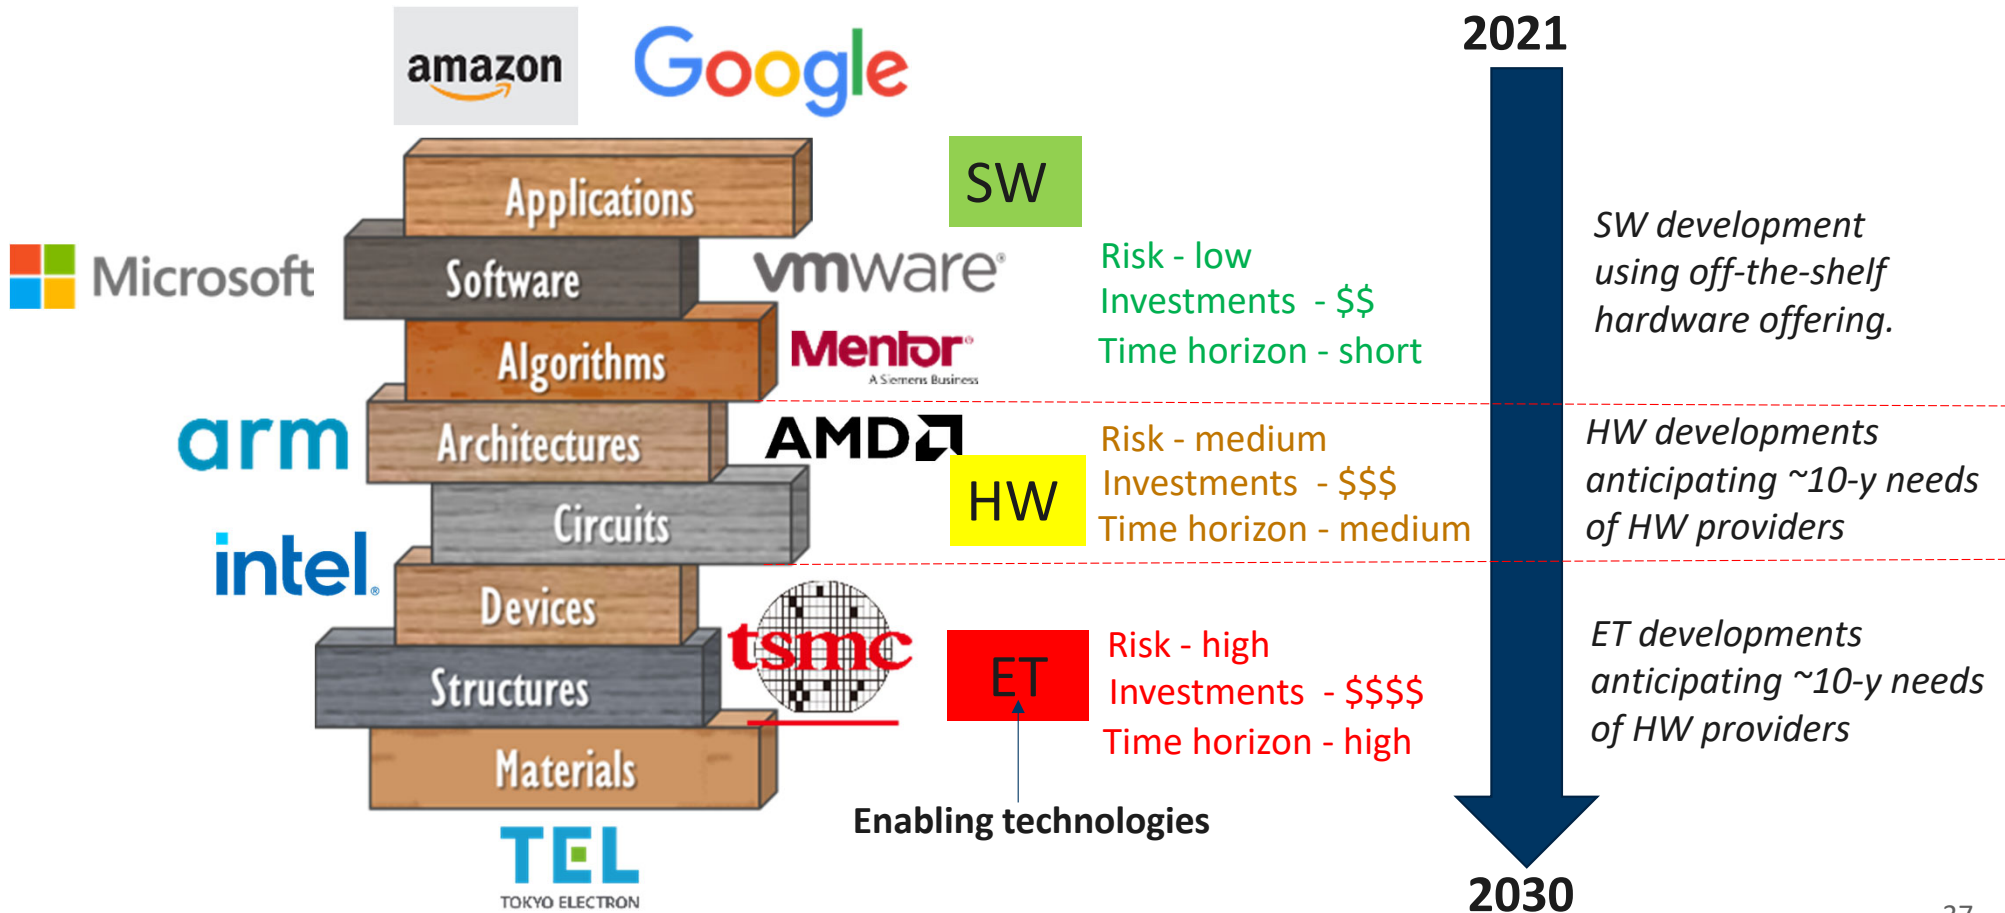 2021
amazon
Google
Applications
SW
Microsoft
Software
vmware®
Risk - low
Investments - $$
Time horizon - short
SW development
using off-the-shelf
hardware offering.
Algorithms
Mentor®
A Siemens Business
arm
Architectures
AMD
Risk - medium
Investments - $$$
Time horizon - medium
HW developments
anticipating ~10-y needs
of HW providers
HW
Circuits
intel®
Devices
tsmc
Structures
ET
Risk - high
Investments - $$$$
Time horizon - high
ET developments
anticipating ~10-y needs
of HW providers
Materials
Enabling technologies
TEL
TOKYO ELECTRON
2030
37